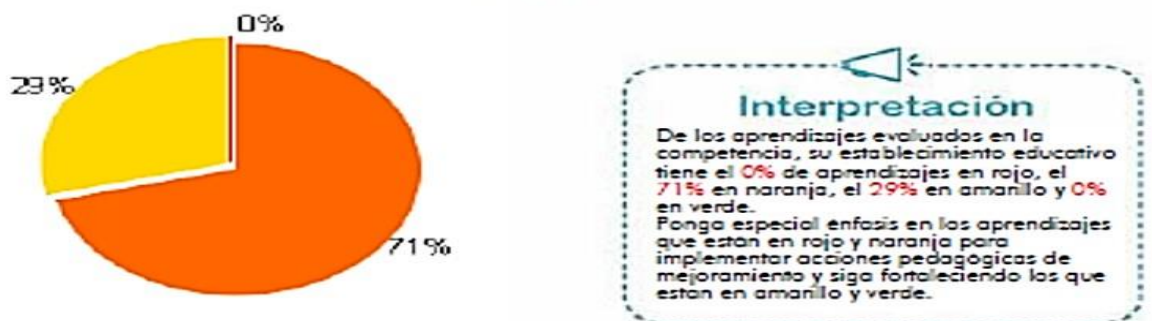 0%
29%
71%
Interpretación
De los aprendizajes evaluados en la
competencia, su establecimiento educativo
tiene el 0% de aprendizajes en rojo, el
71% en naranja, el 29% en amarillo y 0%
en verde.
Ponga especial énfasis en los aprendizajes
que están en rojo y naranja para
implementar acciones pedagógicas de
mejoramiento y siga fortaleciendo los que
estan en amarillo y verde.